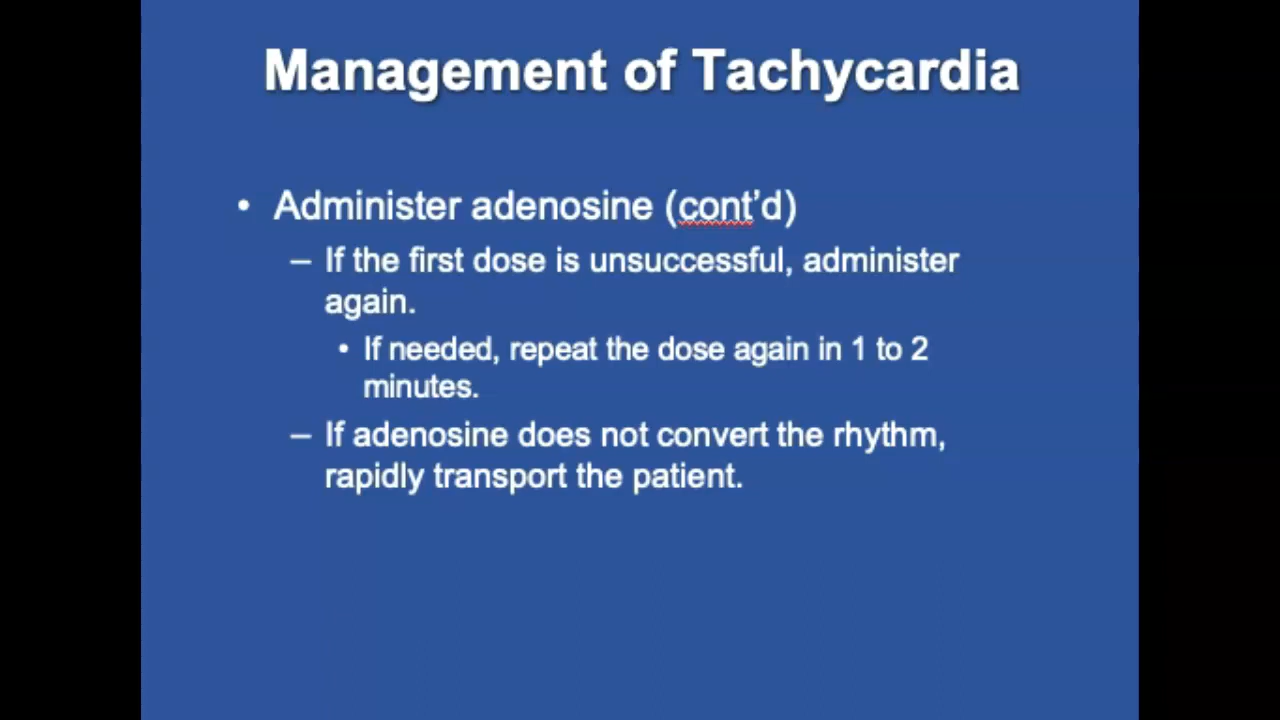 Management of Tachycardia
• Administer adenosine (cont’d)
– If the first dose is unsuccessful, administer
again.
• If needed, repeat the dose again in 1 to 2
minutes.
– If adenosine does not convert the rhythm,
rapidly transport the patient.